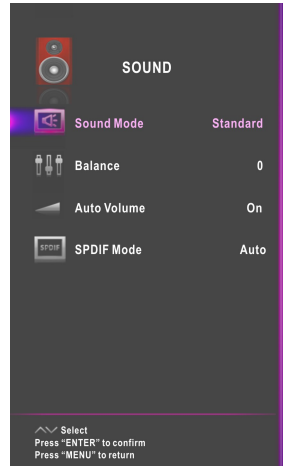 SOUND
Sound Mode Standard
Balance 0
Auto Volume On
SPDIF SPDIF Mode Auto
Select
Press “ENTER” to confirm
Press “MENU” to return